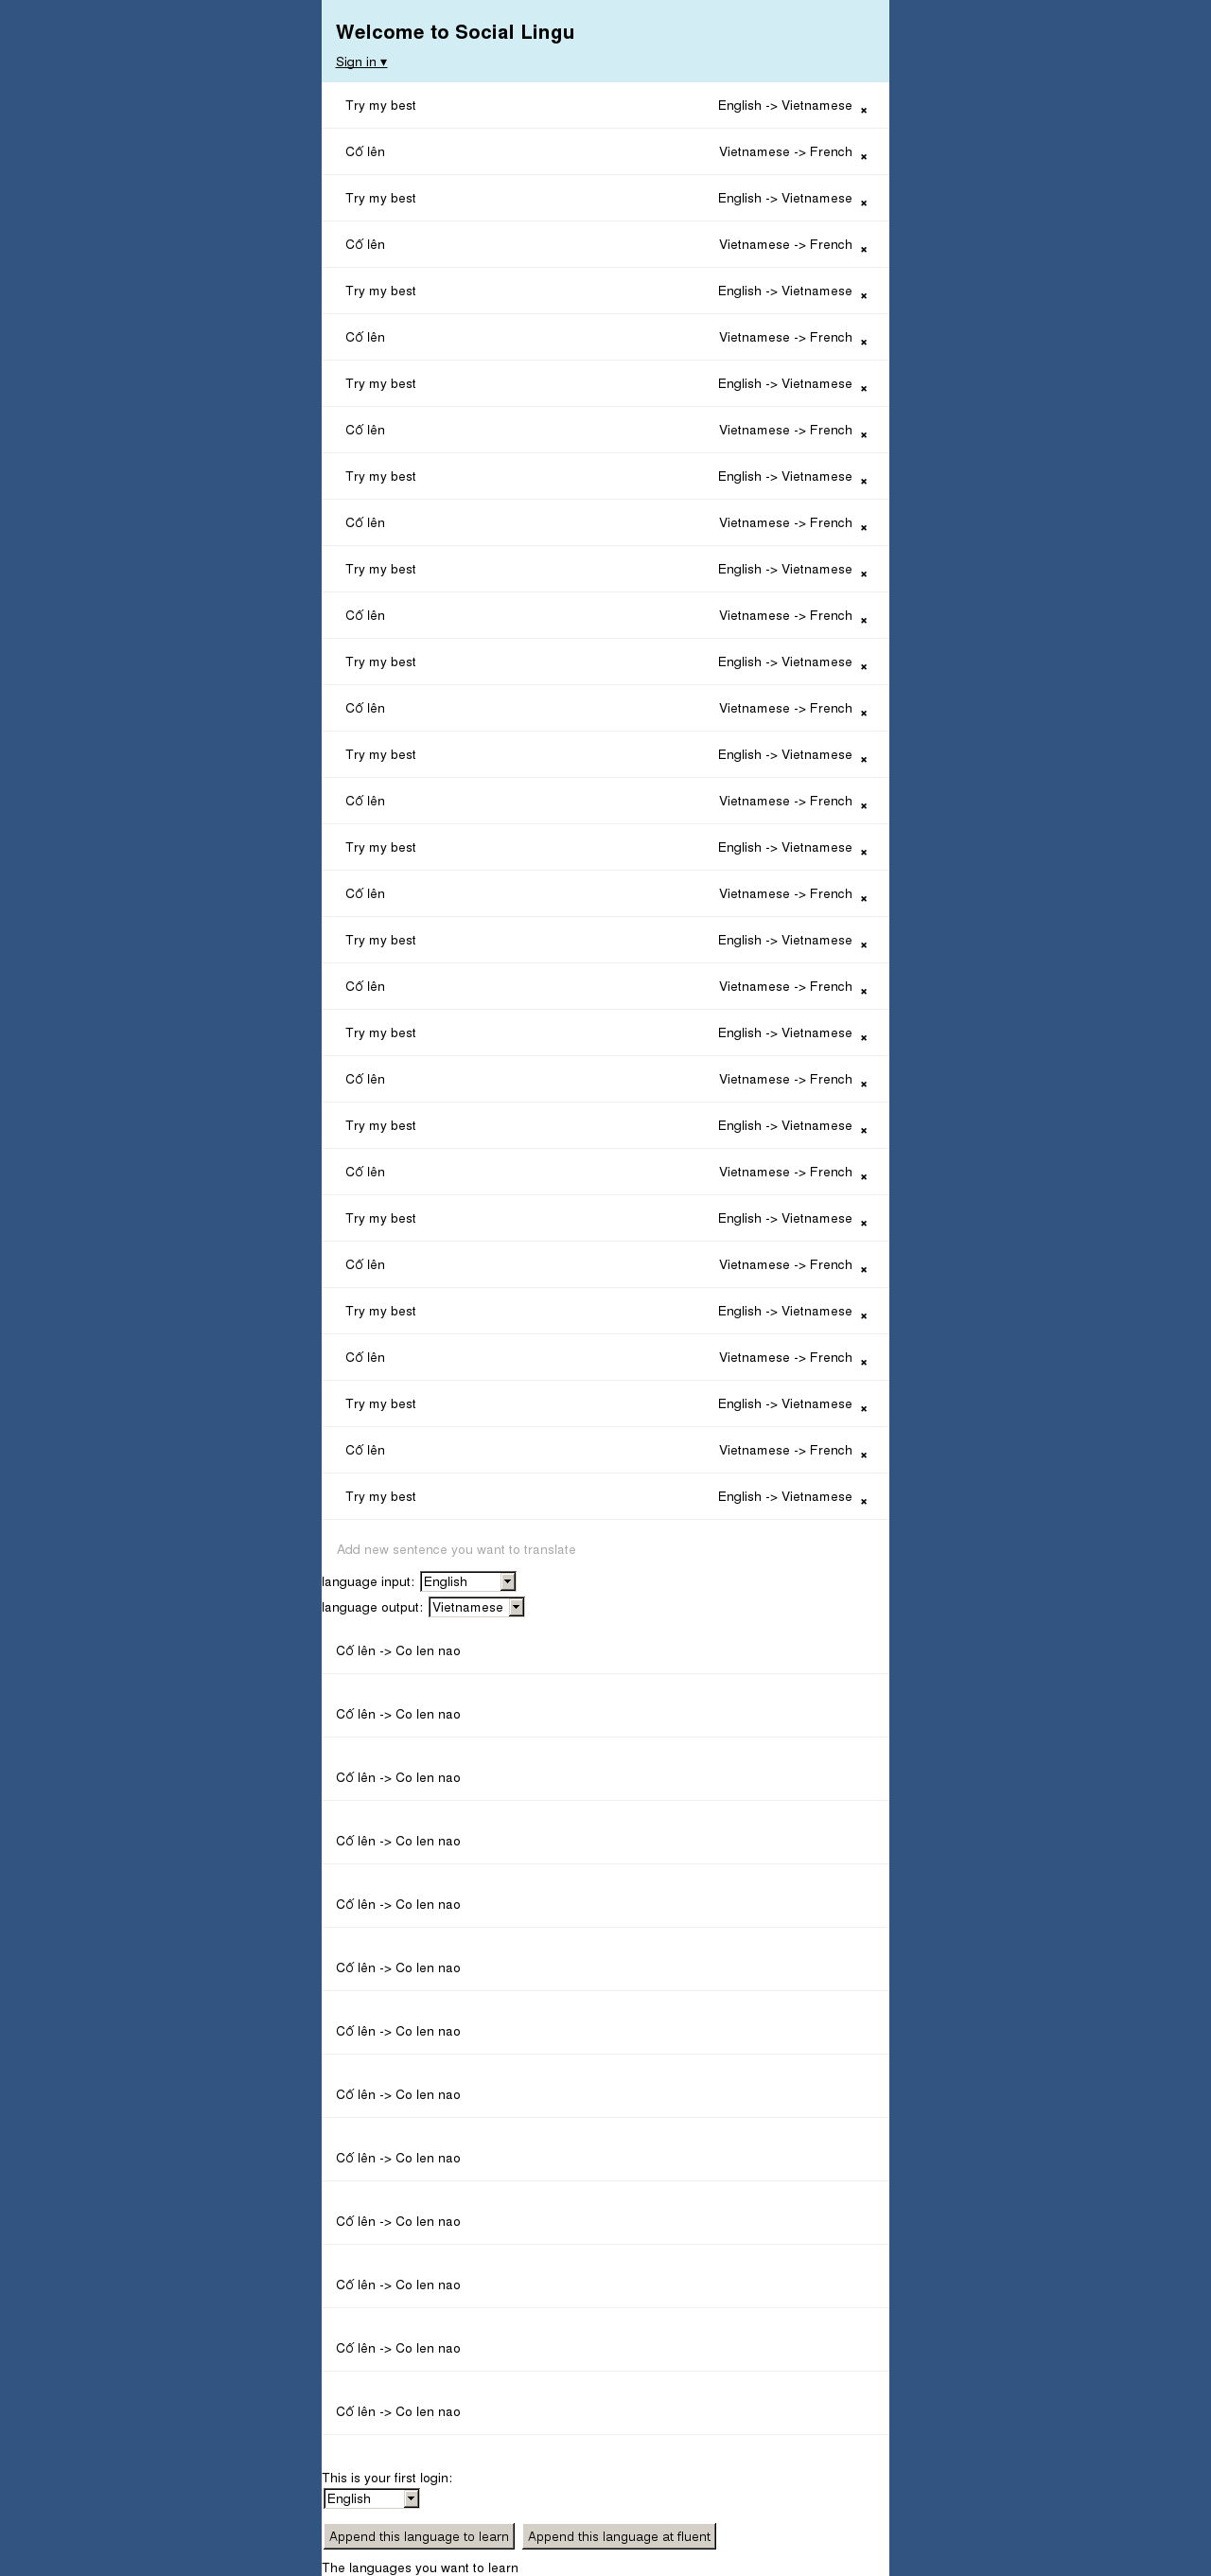 Welcome to Social Lingu
Sign in ▾
Try my best English -> Vietnamese ×
Cố lên Vietnamese -> French ×
Try my best English -> Vietnamese ×
Cố lên Vietnamese -> French ×
Try my best English -> Vietnamese ×
Cố lên Vietnamese -> French ×
Try my best English -> Vietnamese ×
Cố lên Vietnamese -> French ×
Try my best English -> Vietnamese ×
Cố lên Vietnamese -> French ×
Try my best English -> Vietnamese ×
Cố lên Vietnamese -> French ×
Try my best English -> Vietnamese ×
Cố lên Vietnamese -> French ×
Try my best English -> Vietnamese ×
Cố lên Vietnamese -> French ×
Try my best English -> Vietnamese ×
Cố lên Vietnamese -> French ×
Try my best English -> Vietnamese ×
Cố lên Vietnamese -> French ×
Try my best English -> Vietnamese ×
Cố lên Vietnamese -> French ×
Try my best English -> Vietnamese ×
Cố lên Vietnamese -> French ×
Try my best English -> Vietnamese ×
Cố lên Vietnamese -> French ×
Try my best English -> Vietnamese ×
Cố lên Vietnamese -> French ×
Try my best English -> Vietnamese ×
Cố lên Vietnamese -> French ×
Try my best English -> Vietnamese ×
Add new sentence you want to translate
language input: English
language output: Vietnamese
Cố lên -> Co len nao
Cố lên -> Co len nao
Cố lên -> Co len nao
Cố lên -> Co len nao
Cố lên -> Co len nao
Cố lên -> Co len nao
Cố lên -> Co len nao
Cố lên -> Co len nao
Cố lên -> Co len nao
Cố lên -> Co len nao
Cố lên -> Co len nao
Cố lên -> Co len nao
Cố lên -> Co len nao
This is your first login:
English
Append this language to learn Append this language at fluent
The languages you want to learn